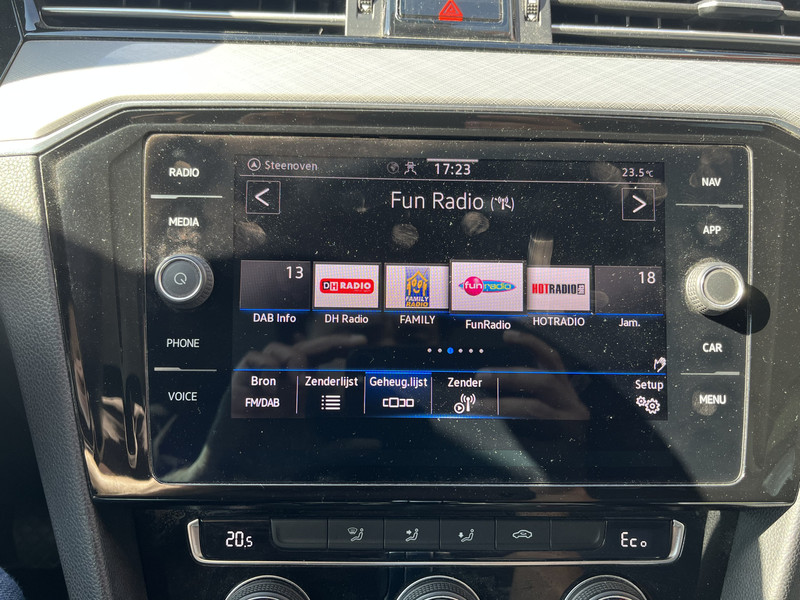 Steenoven 17:23 23.5°C
Fun Radio
RADIO
MEDIA
PHONE
VOICE
NAV
APP
CAR
MENU
13 DH RADIO FAMILY RADIO fun radio HOTRADIO 18
DAB Info DH Radio FAMILY FunRadio HOTRADIO Jam.
Bron Zenderlijst Geheug.lijst Zender Setup
FM/DAB
20.5 Eco